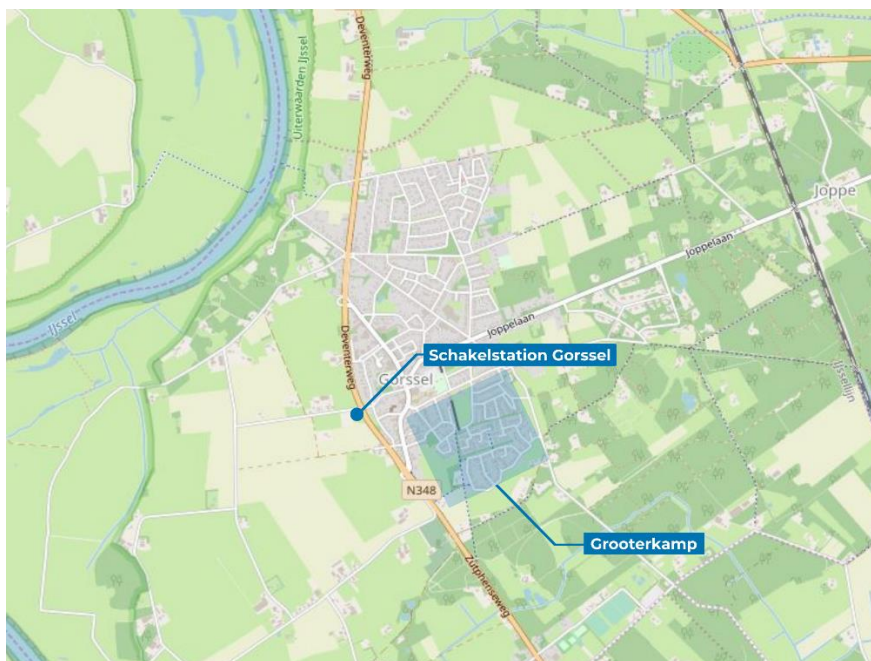 Deventerweg
Uiterwaarden IJssel
Joppe
Joppelaan
IJssel
Joppelaan
Deventerweg
Schakelstation Gorssel
Gorssel
IJssellijn
N348
Grooterkamp
Zutphenseweg